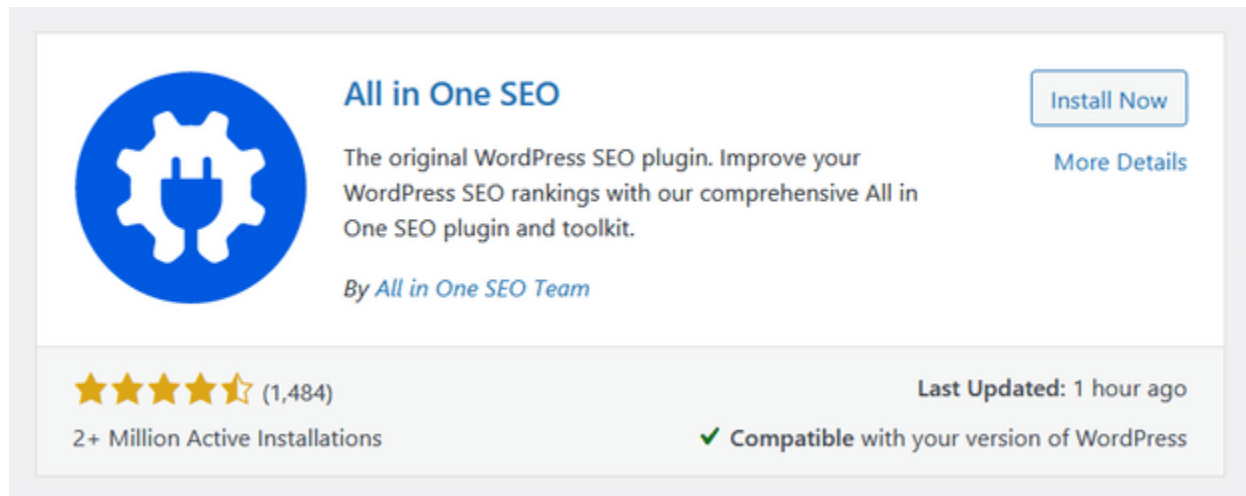 All in One SEO
Install Now
The original WordPress SEO plugin. Improve your
More Details
WordPress SEO rankings with our comprehensive All in
One SEO plugin and toolkit.
By All in One SEO Team
(1,484)
Last Updated: 1 hour ago
2+ Million Active Installations
✓ Compatible with your version of WordPress